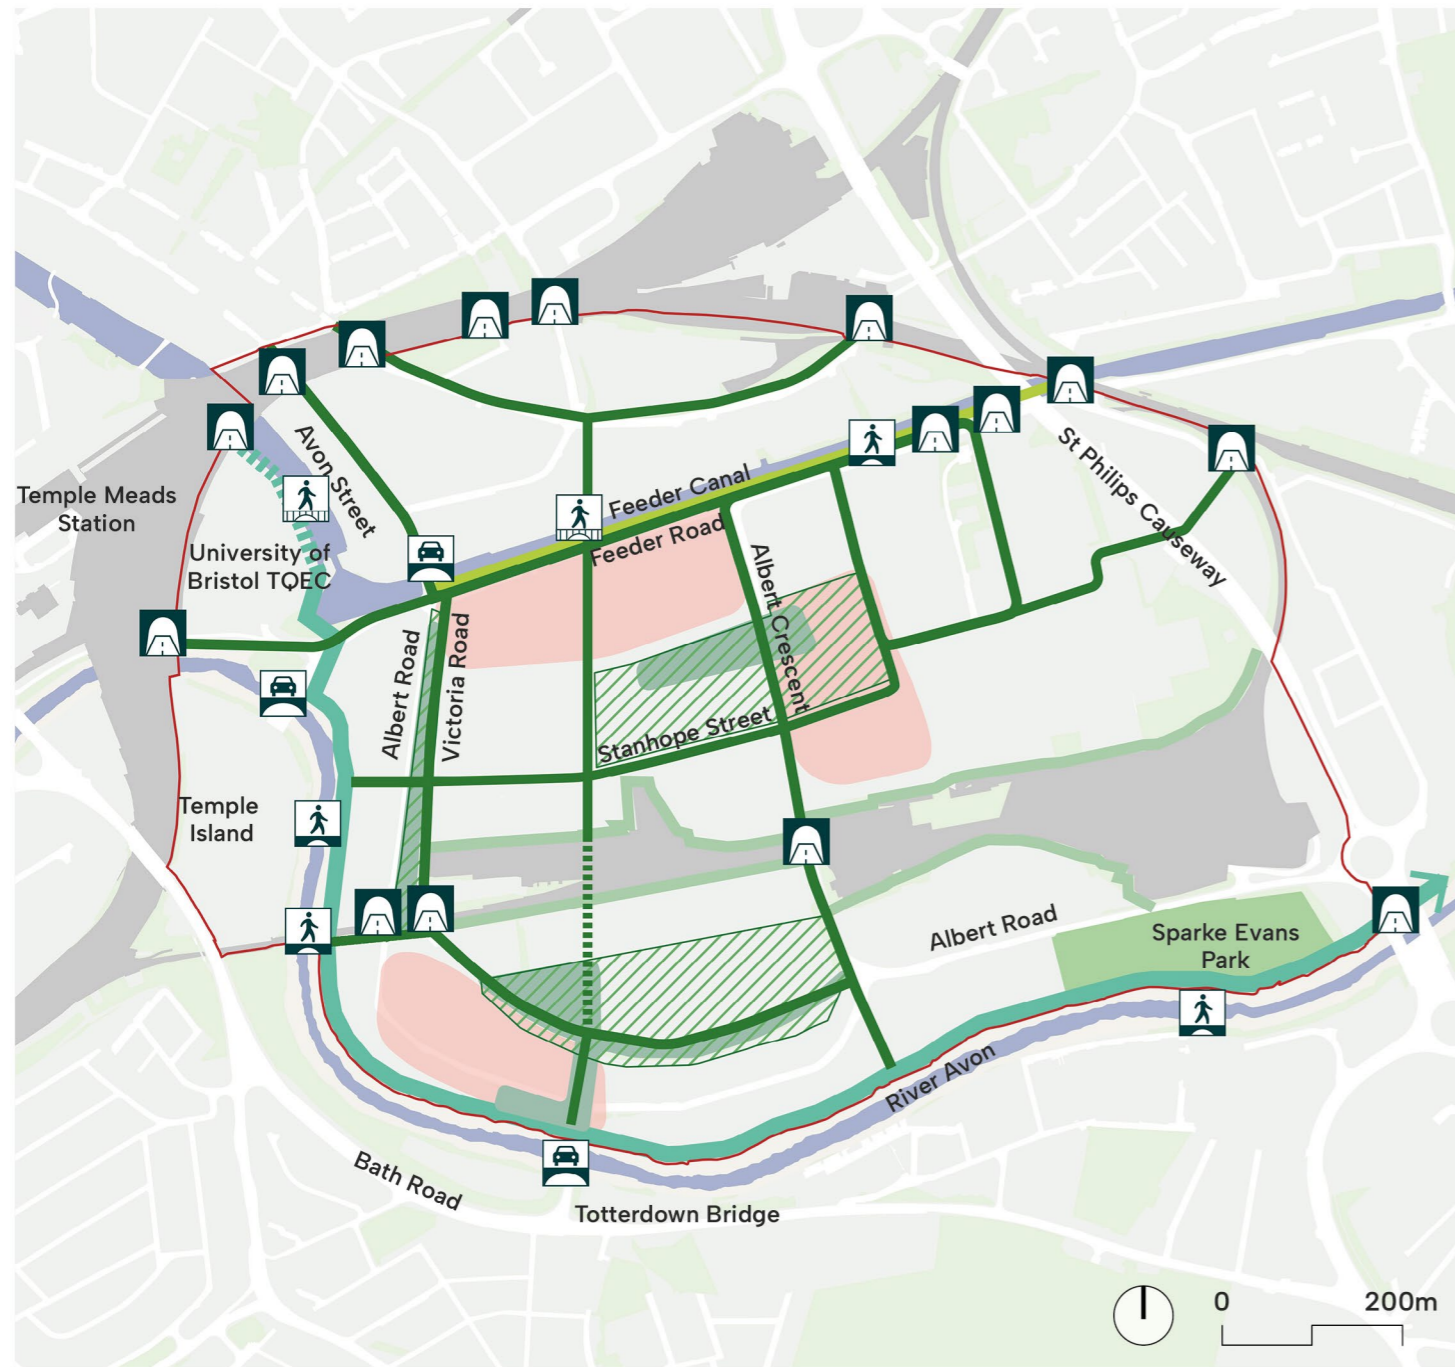 Temple Meads
Station
Avon Street
University of
Bristol TQEC
Feeder Canal
Feeder Road
St Philips Causeway
Albert Crescent
Albert Road
Victoria Road
Stanhope Street
Temple
Island
Albert Road
Sparke Evans
Park
River Avon
Bath Road
Totterdown Bridge
0
200m